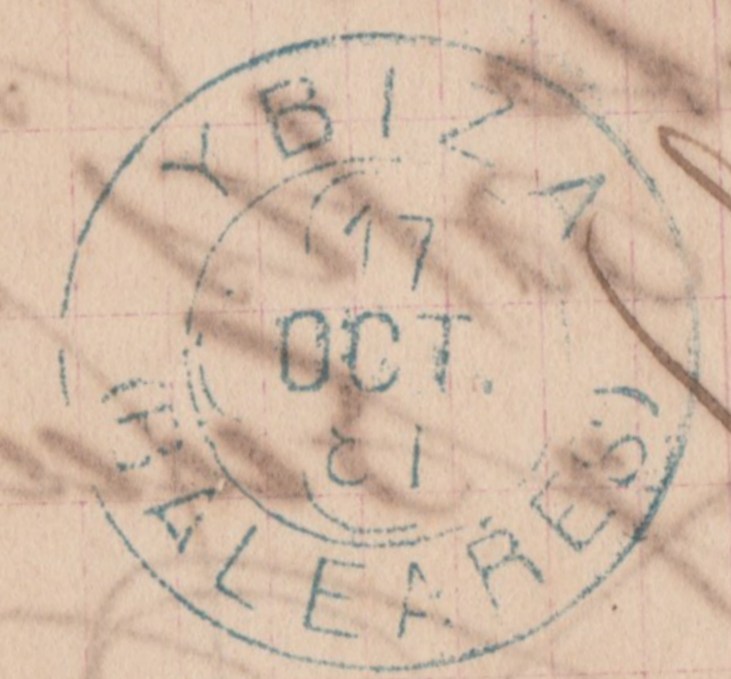 YBIZA
17
OCT.
81
(BALEARES)